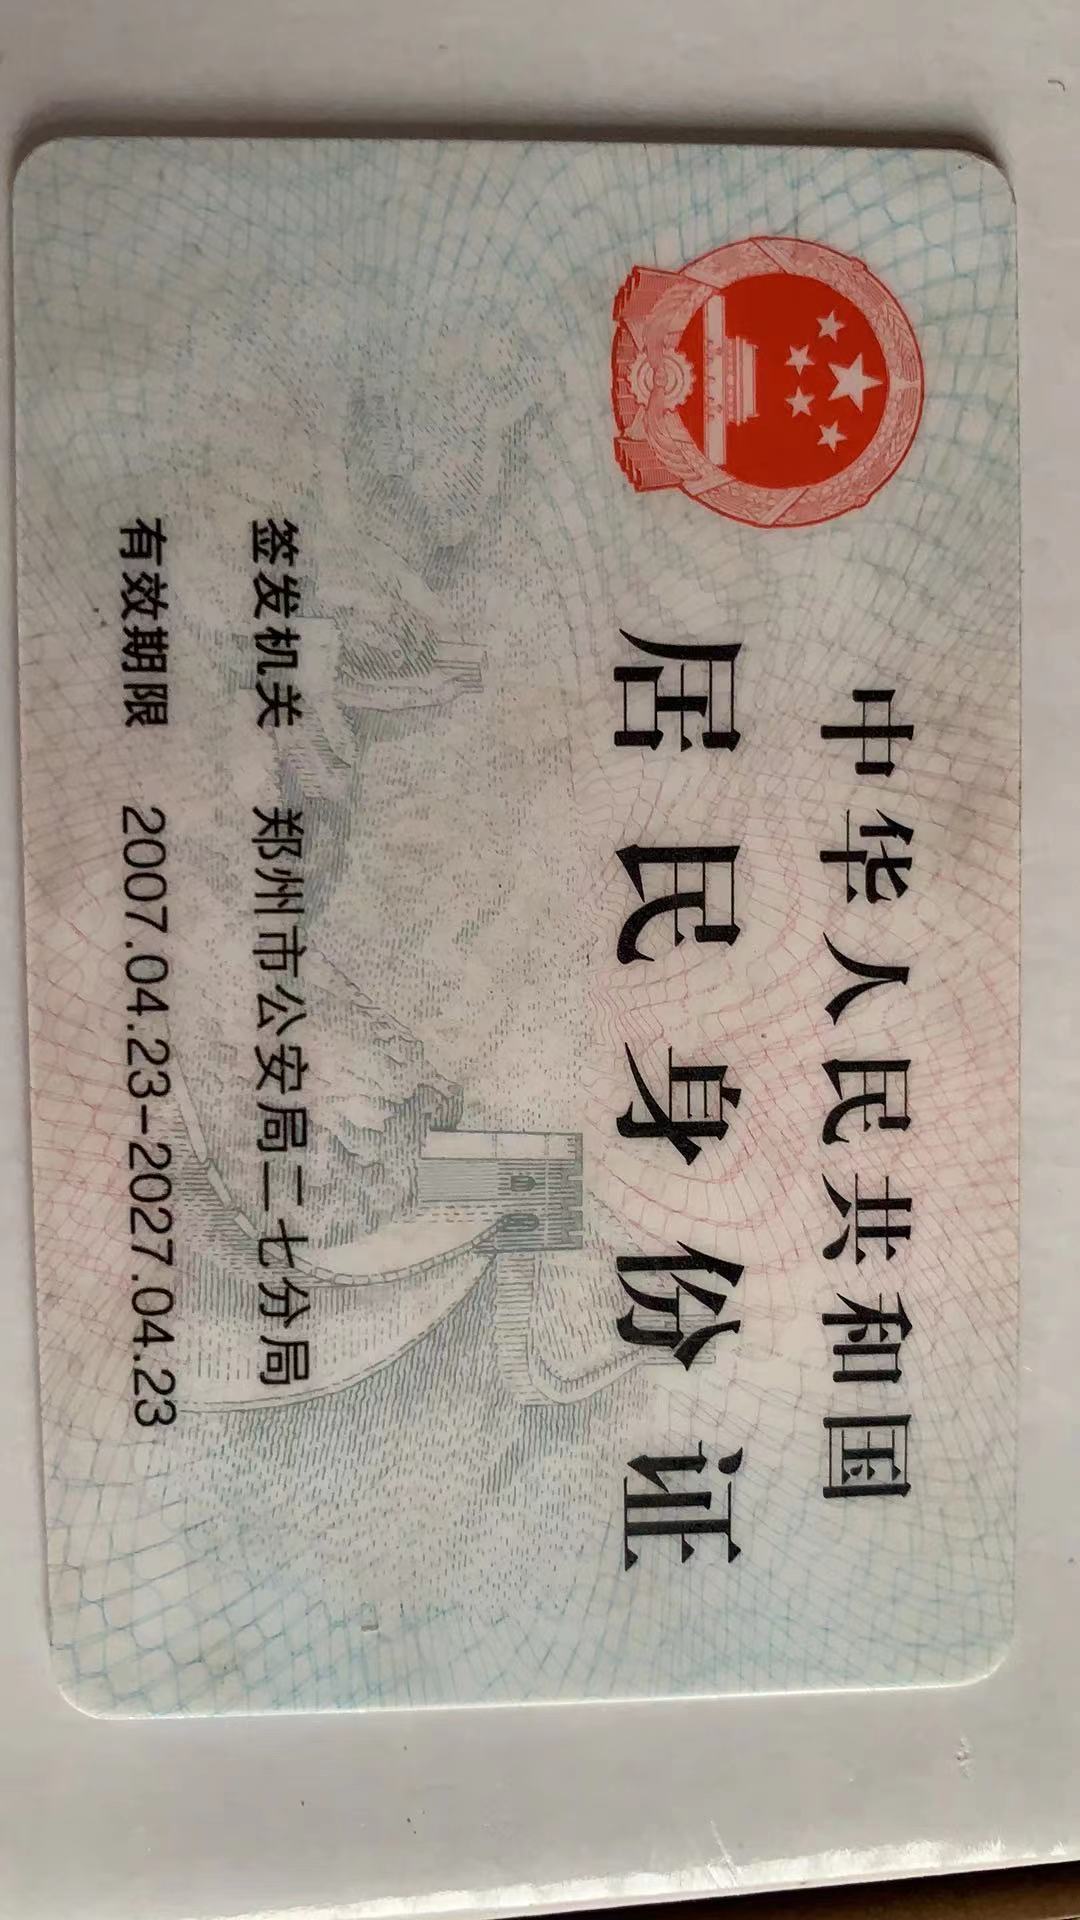 中华人民共和国
居民身份证
签发机关 郑州市公安局二七分局
有效期限 2007.04.23-2027.04.23